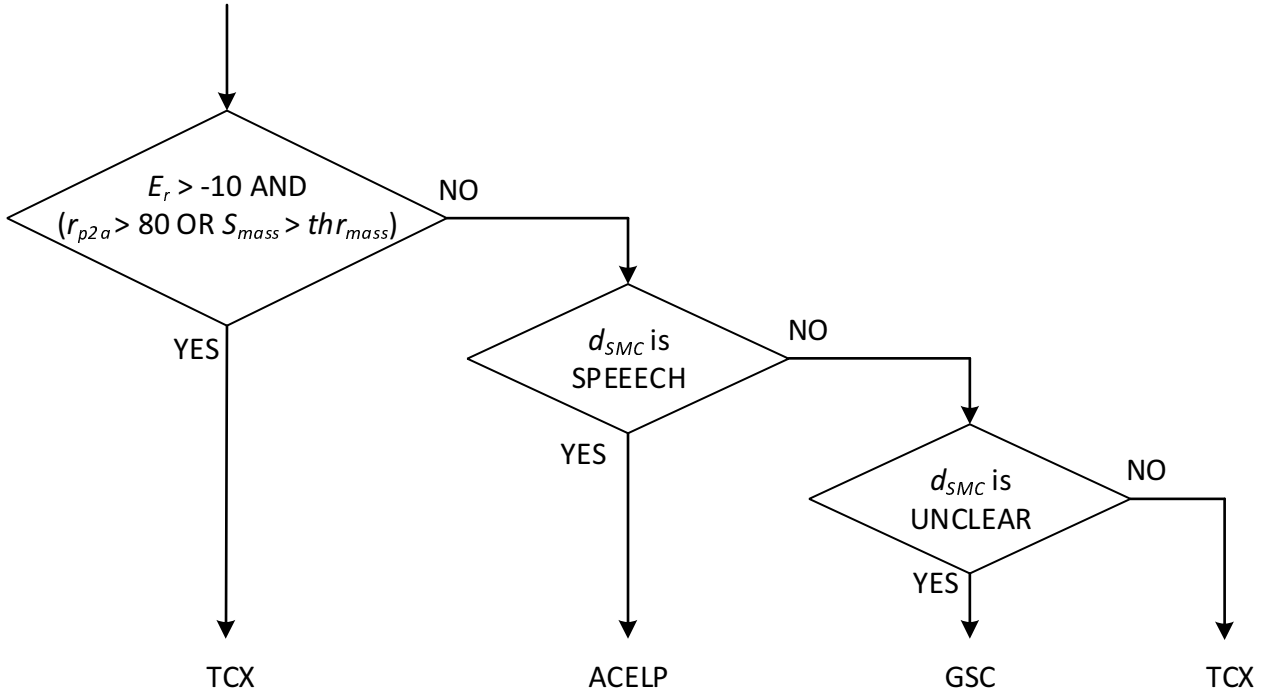 E_r > -10 AND
(r_p2a > 80 OR S_mass > thr_mass)
NO
YES
d_SMC is
SPEEECH
NO
YES
d_SMC is
UNCLEAR
NO
YES
TCX
ACELP
GSC
TCX